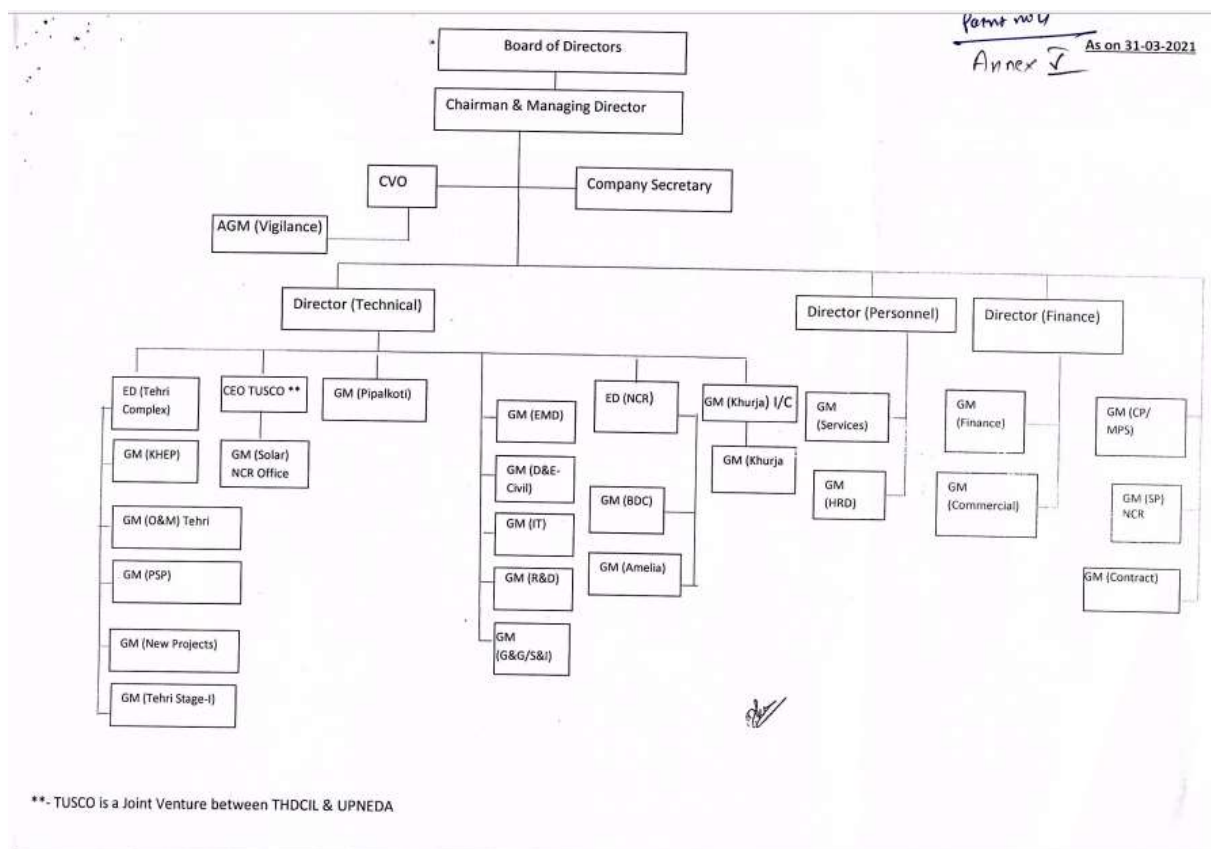 Annex V
As on 31-03-2021
Board of Directors
Chairman & Managing Director
CVO
Company Secretary
AGM (Vigilance)
Director (Technical)
Director (Personnel)
Director (Finance)
ED (Tehri
Complex)
CEO TUSCO **
GM (Pipalkoti)
ED (NCR)
GM (Khurja) I/C
GM (KHEP)
GM (Solar)
NCR Office
GM (O&M) Tehri
GM (PSP)
GM (New Projects)
GM (Tehri Stage-I)
GM (EMD)
GM (D&E-
Civil)
GM (IT)
GM (R&D)
GM
(G&G/S&I)
GM (BDC)
GM (Amelia)
GM (Khurja
GM
(Services)
GM
(HRD)
GM
(Finance)
GM
(Commercial)
GM (CP/
MPS)
GM (SP)
NCR
GM (Contract)
**- TUSCO is a Joint Venture between THDCIL & UPNEDA